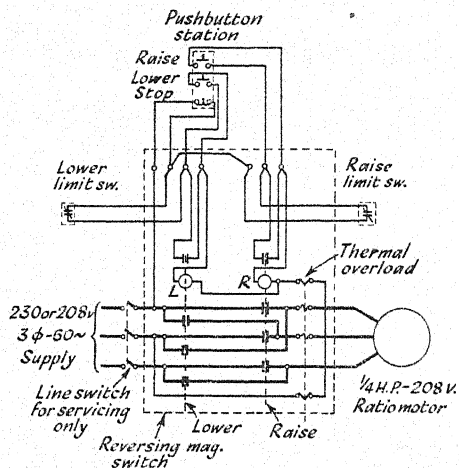 Pushbutton
station
Raise
Lower
Stop
Lower
limit sw.
Raise
limit sw.
Thermal
overload
L
R
230 or 208v
3φ-60~
Supply
Line switch
for servicing
only
Reversing mag.
switch
Lower
Raise
1/4 H.P.-208 V.
Ratiomotor